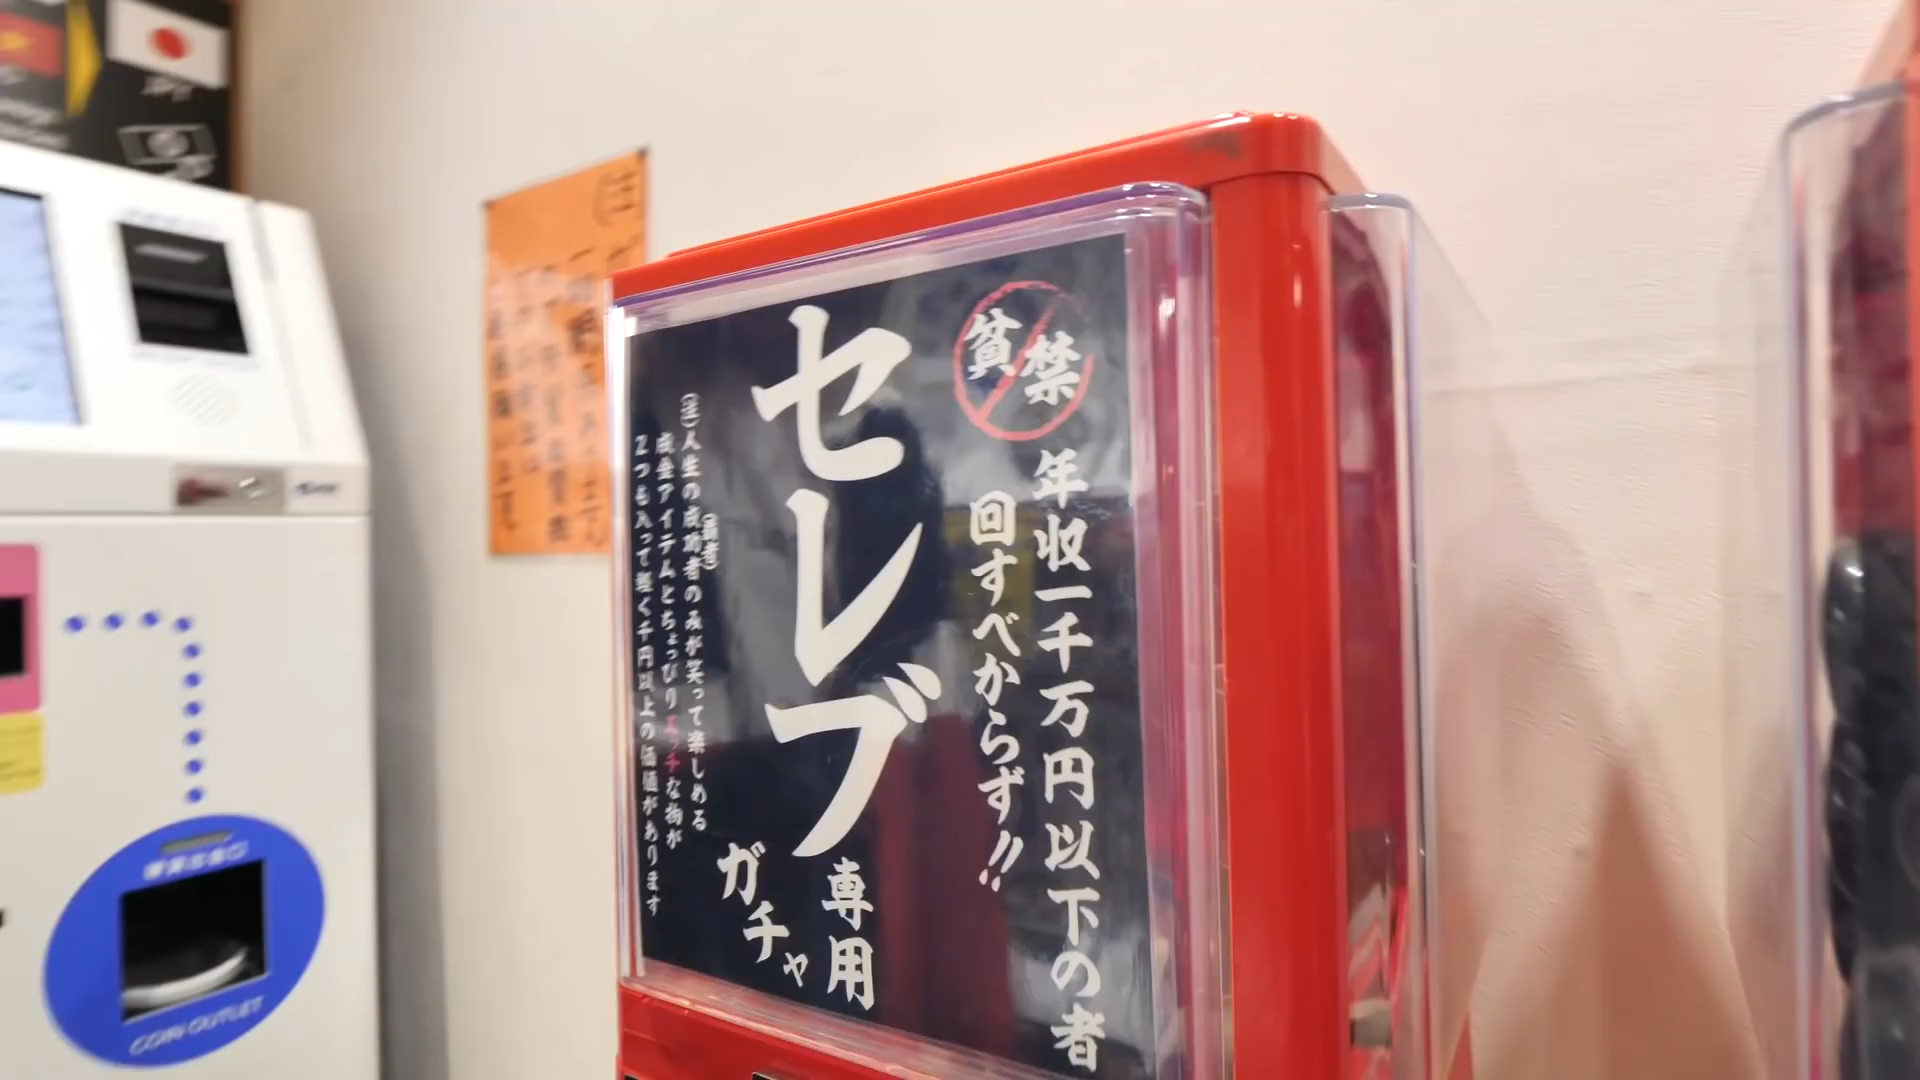 禁貧
年収一千万円以下の者
回すべからず!!
セレブ
専用
ガチャ
(注)人生の成功者のみが笑って楽しめる
(覇者)
成金アイテムとちょっぴりエッチな物が
2つも入って軽く千円以上の価値があります
COIN OUTLET